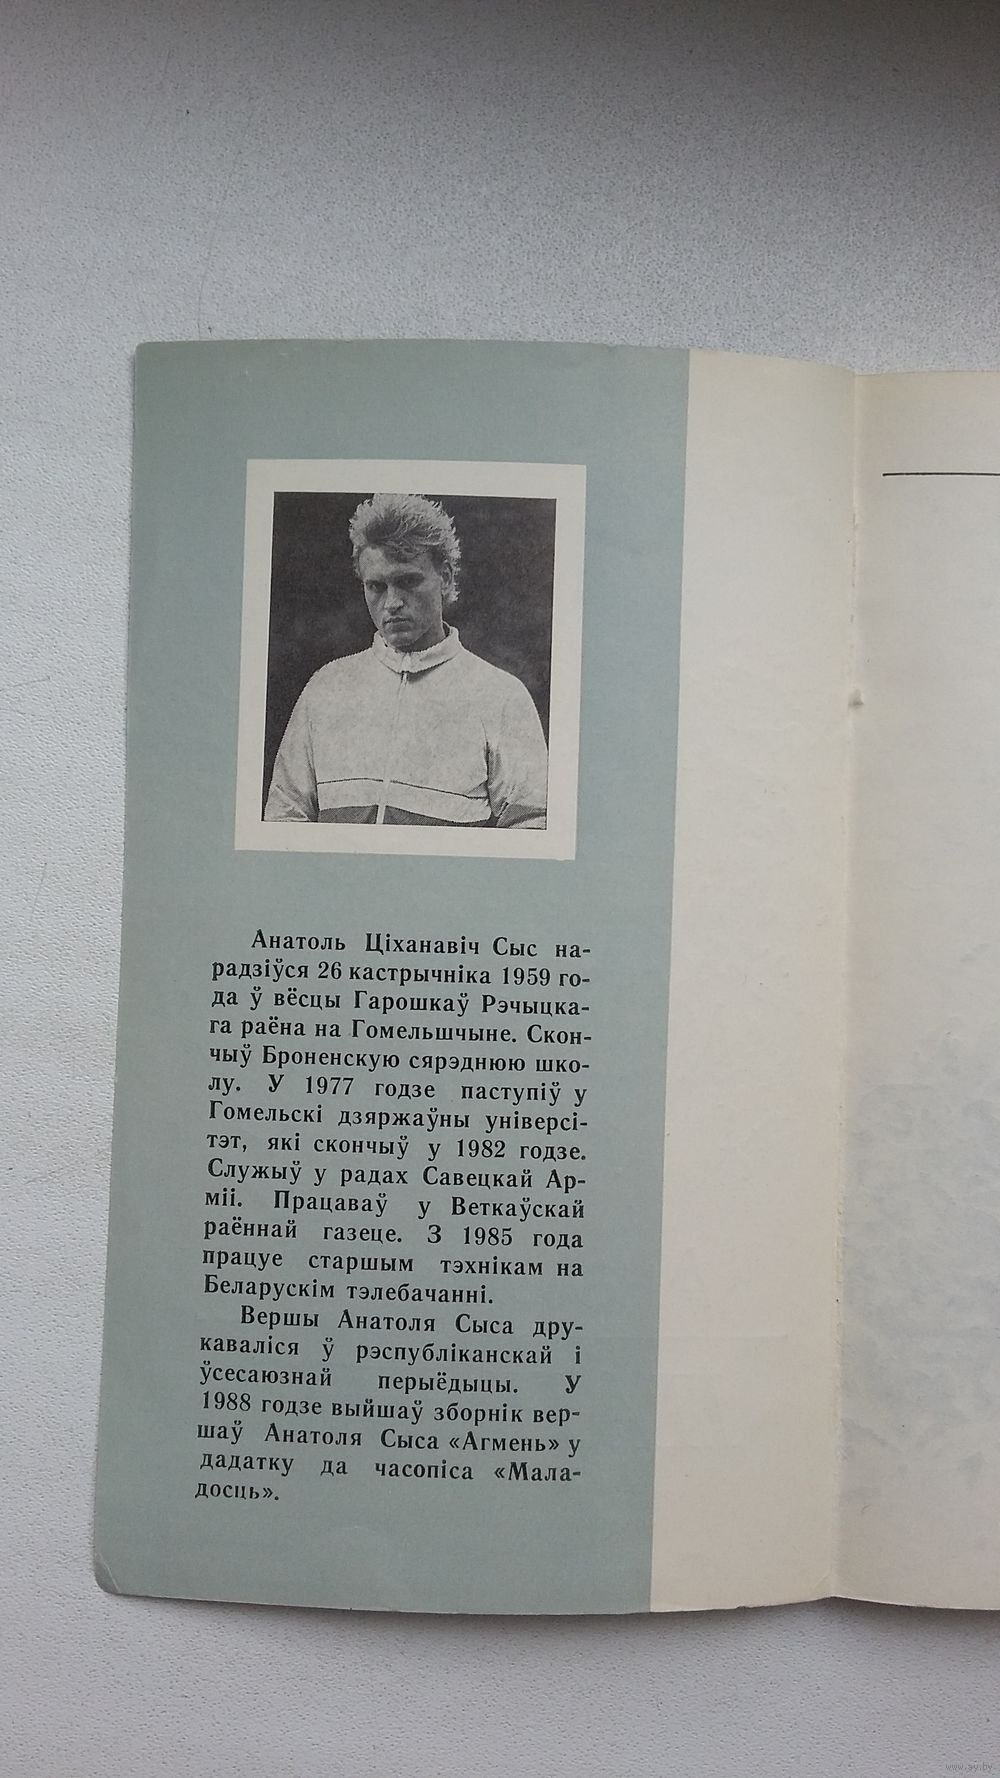 Анатоль Ціханавіч Сыс на-
радзіўся 26 кастрычніка 1959 го-
да ў вёсцы Гарошкаў Рэчыцка-
га раёна на Гомельшчыне. Скон-
чыў Броненскую сярэднюю шко-
лу. У 1977 годзе паступіў у
Гомельскі дзяржаўны універсі-
тэт, які скончыў у 1982 годзе.
Служыў у радах Савецкай Ар-
міі. Працаваў у Веткаўскай
раённай газеце. З 1985 года
працуе старшым тэхнікам на
Беларускім тэлебачанні.
Вершы Анатоля Сыса дру-
каваліся ў рэспубліканскай і
ўсесаюзнай перыёдыцы. У
1988 годзе выйшаў зборнік вер-
шаў Анатоля Сыса «Агмень» у
дадатку да часопіса «Мала-
досць».
www.ay.by